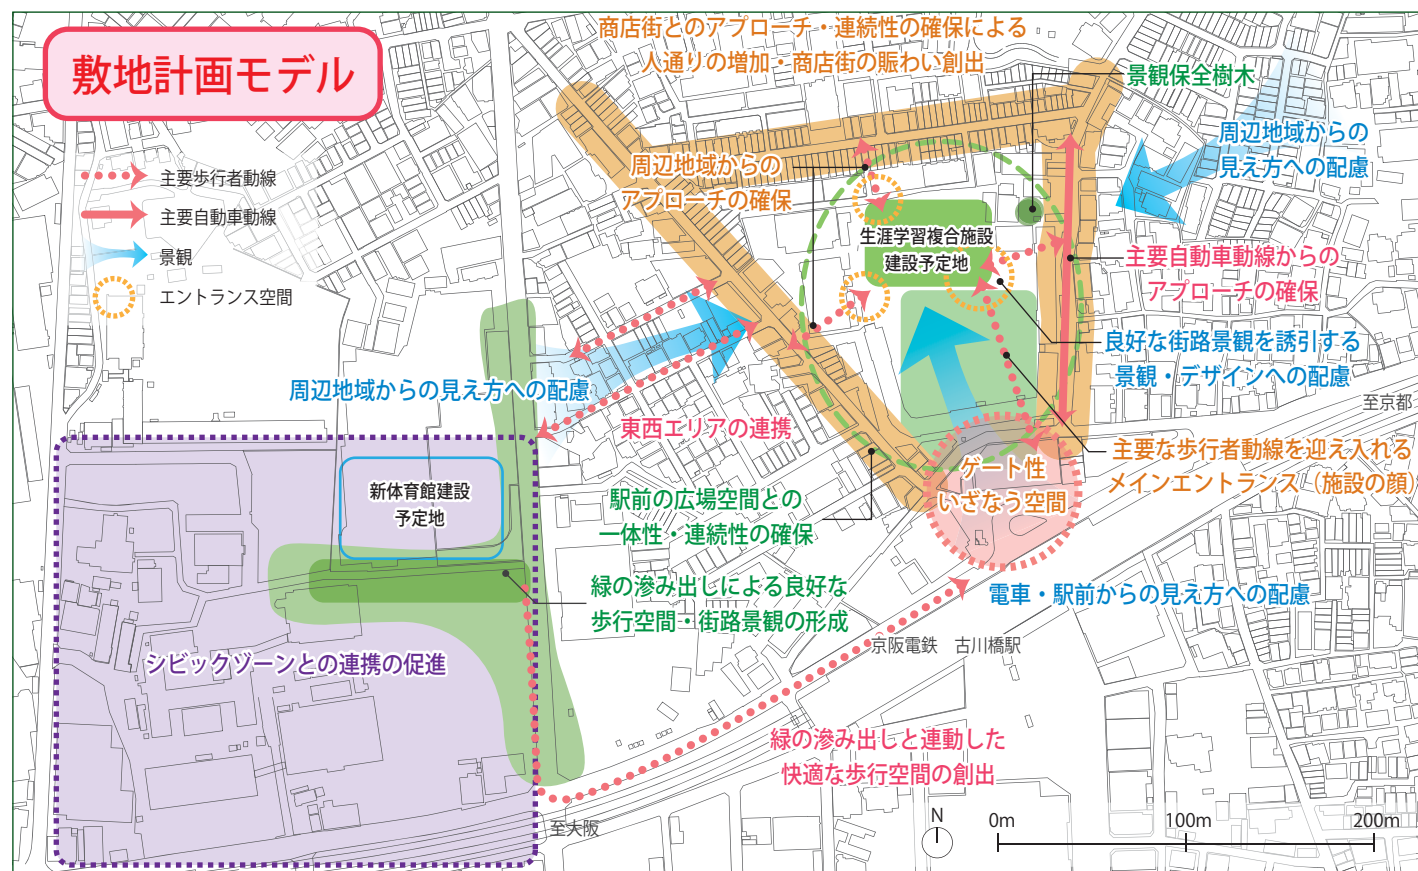 敷地計画モデル
主要歩行者動線
主要自動車動線
景観
エントランス空間
商店街とのアプローチ・連続性の確保による
人通りの増加・商店街の賑わい創出
景観保全樹木
周辺地域からの
見え方への配慮
周辺地域からの
アプローチの確保
生涯学習複合施設
建設予定地
主要自動車動線からの
アプローチの確保
良好な街路景観を誘引する
景観・デザインへの配慮
至京都
周辺地域からの見え方への配慮
東西エリアの連携
主要な歩行者動線を迎え入れる
メインエントランス（施設の顔）
ゲート性
いざなう空間
新体育館建設
予定地
駅前の広場空間との
一体性・連続性の確保
緑の滲み出しによる良好な
歩行空間・街路景観の形成
電車・駅前からの見え方への配慮
京阪電鉄　古川橋駅
シビックゾーンとの連携の促進
緑の滲み出しと連動した
快適な歩行空間の創出
至大阪
N
0m
100m
200m